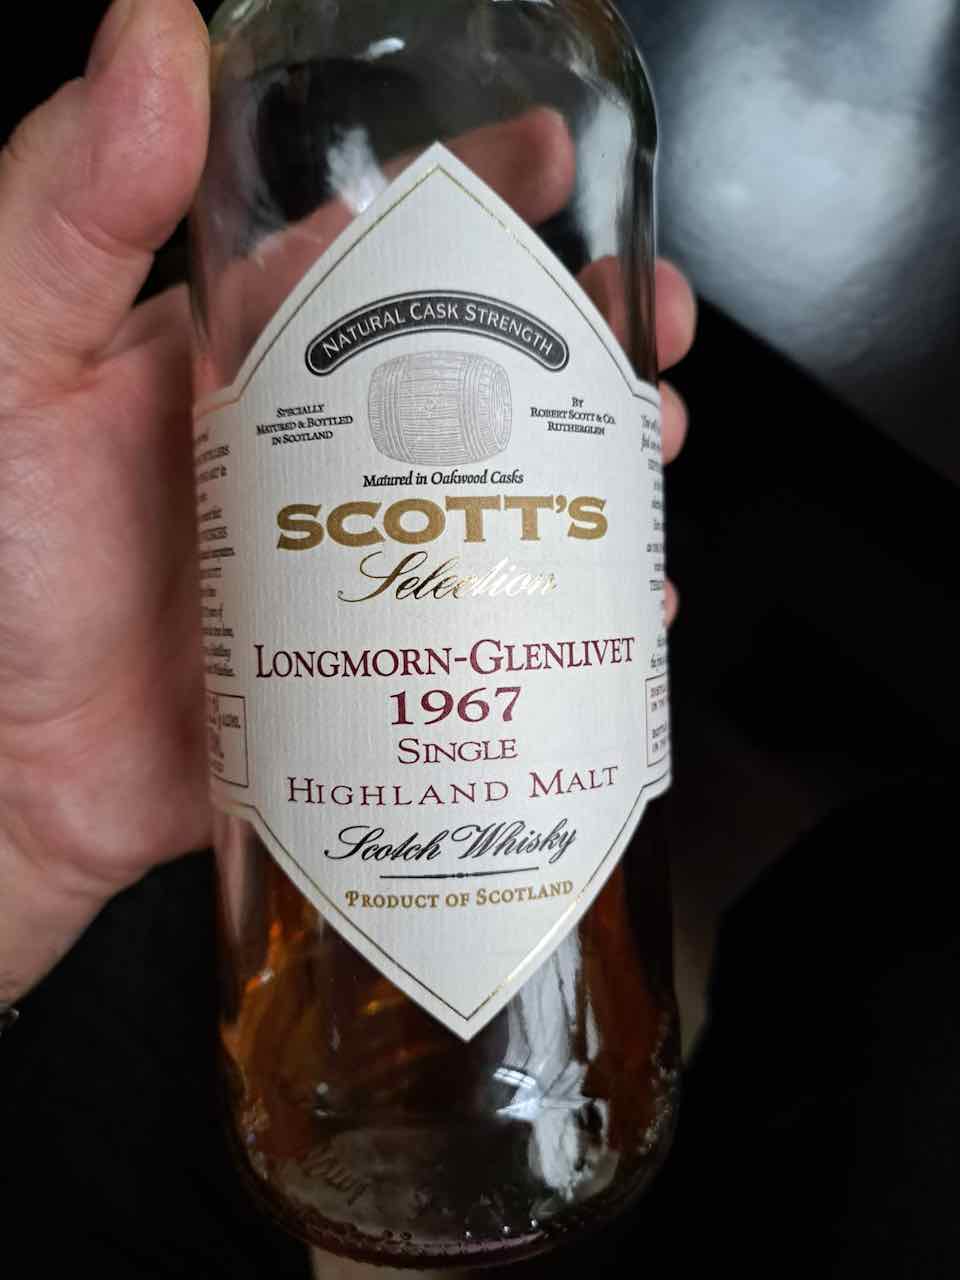 NATURAL CASK STRENGTH
SPECIALLY
MATURED & BOTTLED
IN SCOTLAND
BY
ROBERT SCOTT & CO.
RUTHERGLEN
Matured in Oakwood Casks
SCOTT'S
Selection
LONGMORN-GLENLIVET
1967
SINGLE
HIGHLAND MALT
Scotch Whisky
PRODUCT OF SCOTLAND